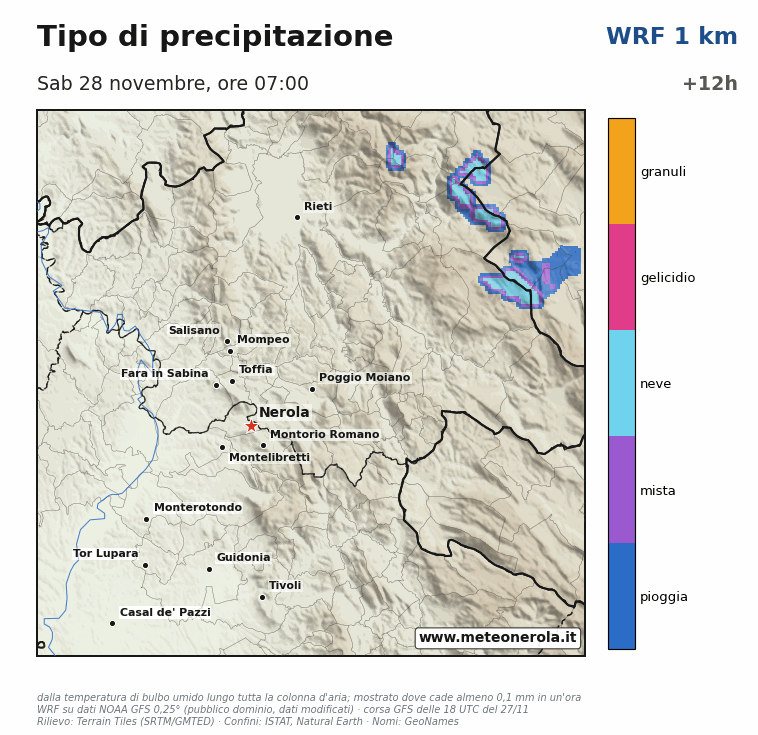 Tipo di precipitazione
WRF 1 km
Sab 28 novembre, ore 07:00
+12h
granuli
gelicidio
neve
mista
pioggia
Rieti
Salisano
Mompeo
Fara in Sabina
Toffia
Poggio Moiano
Nerola
Montorio Romano
Montelibretti
Monterotondo
Tor Lupara
Guidonia
Tivoli
Casal de' Pazzi
www.meteonerola.it
dalla temperatura di bulbo umido lungo tutta la colonna d'aria; mostrato dove cade almeno 0,1 mm in un'ora
WRF su dati NOAA GFS 0,25° (pubblico dominio, dati modificati) · corsa GFS delle 18 UTC del 27/11
Rilievo: Terrain Tiles (SRTM/GMTED) · Confini: ISTAT, Natural Earth · Nomi: GeoNames